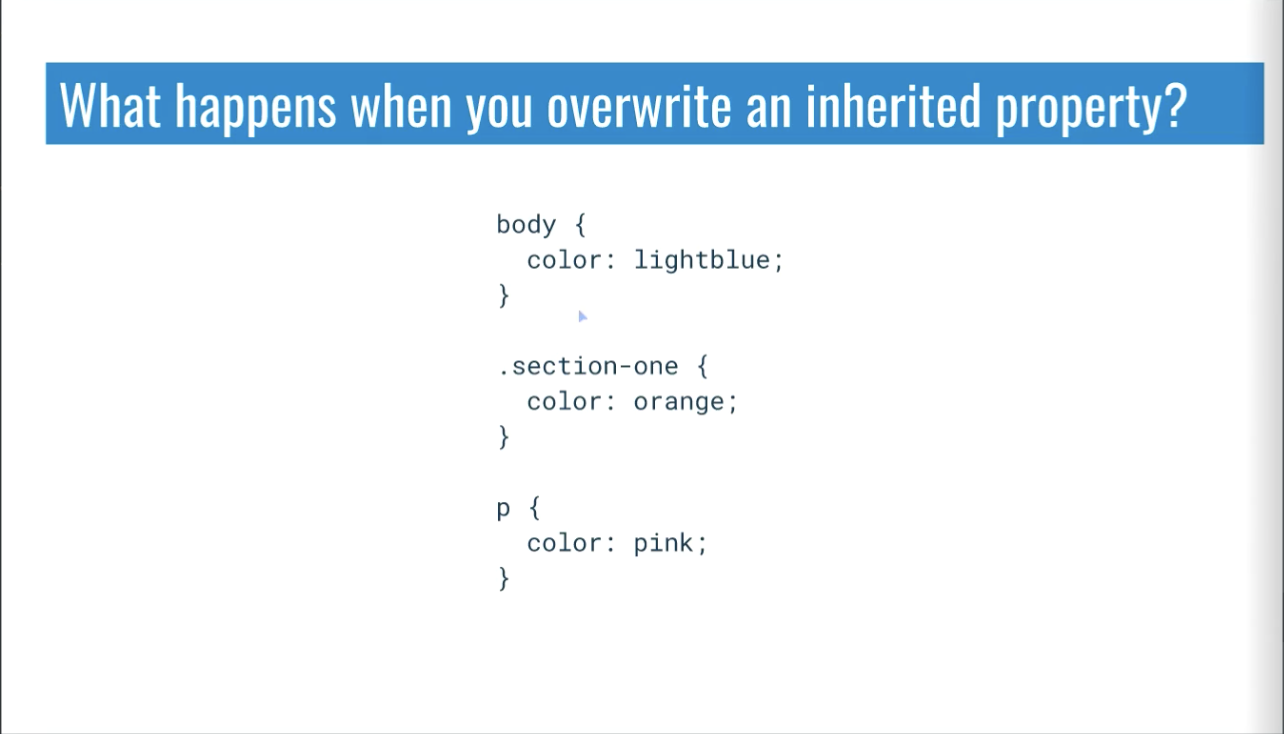 What happens when you overwrite an inherited property?
body {
  color: lightblue;
}
.section-one {
  color: orange;
}
p {
  color: pink;
}